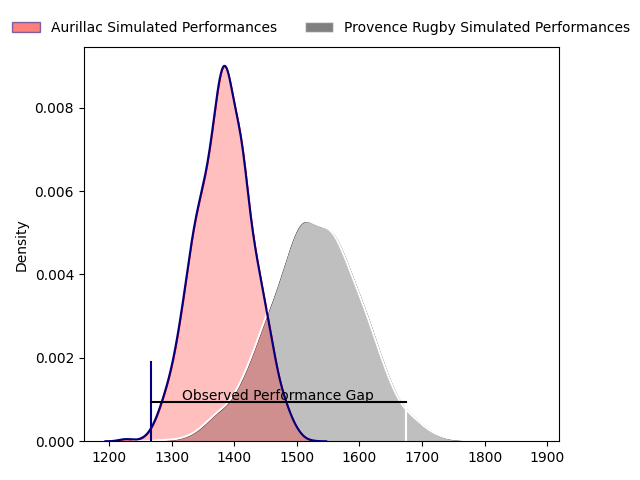 Aurillac Simulated Performances
Provence Rugby Simulated Performances
0.008
0.006
0.004
0.002
0.000
Density
Observed Performance Gap
1200 1300 1400 1500 1600 1700 1800 1900